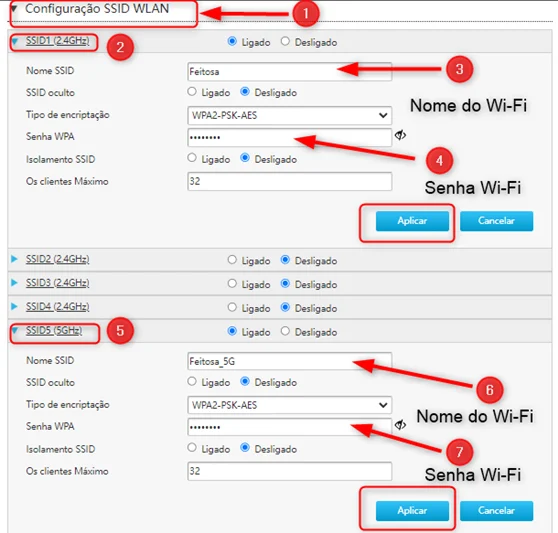 Configuração SSID WLAN
1
SSID1 (2.4GHz)
2
Ligado Desligado
Nome SSID Feitosa
3
SSID oculto Ligado Desligado
Nome do Wi-Fi
Tipo de encriptação WPA2-PSK-AES
Senha WPA ••••••••
4
Isolamento SSID Ligado Desligado
Senha Wi-Fi
Os clientes Máximo 32
Aplicar Cancelar
SSID2 (2.4GHz) Ligado Desligado
SSID3 (2.4GHz) Ligado Desligado
SSID4 (2.4GHz) Ligado Desligado
SSID5 (5GHz) 5 Ligado Desligado
Nome SSID Feitosa_5G
SSID oculto Ligado Desligado
6
Tipo de encriptação WPA2-PSK-AES
Nome do Wi-Fi
Senha WPA ••••••••
Isolamento SSID Ligado Desligado
7
Os clientes Máximo 32
Senha Wi-Fi
Aplicar Cancelar